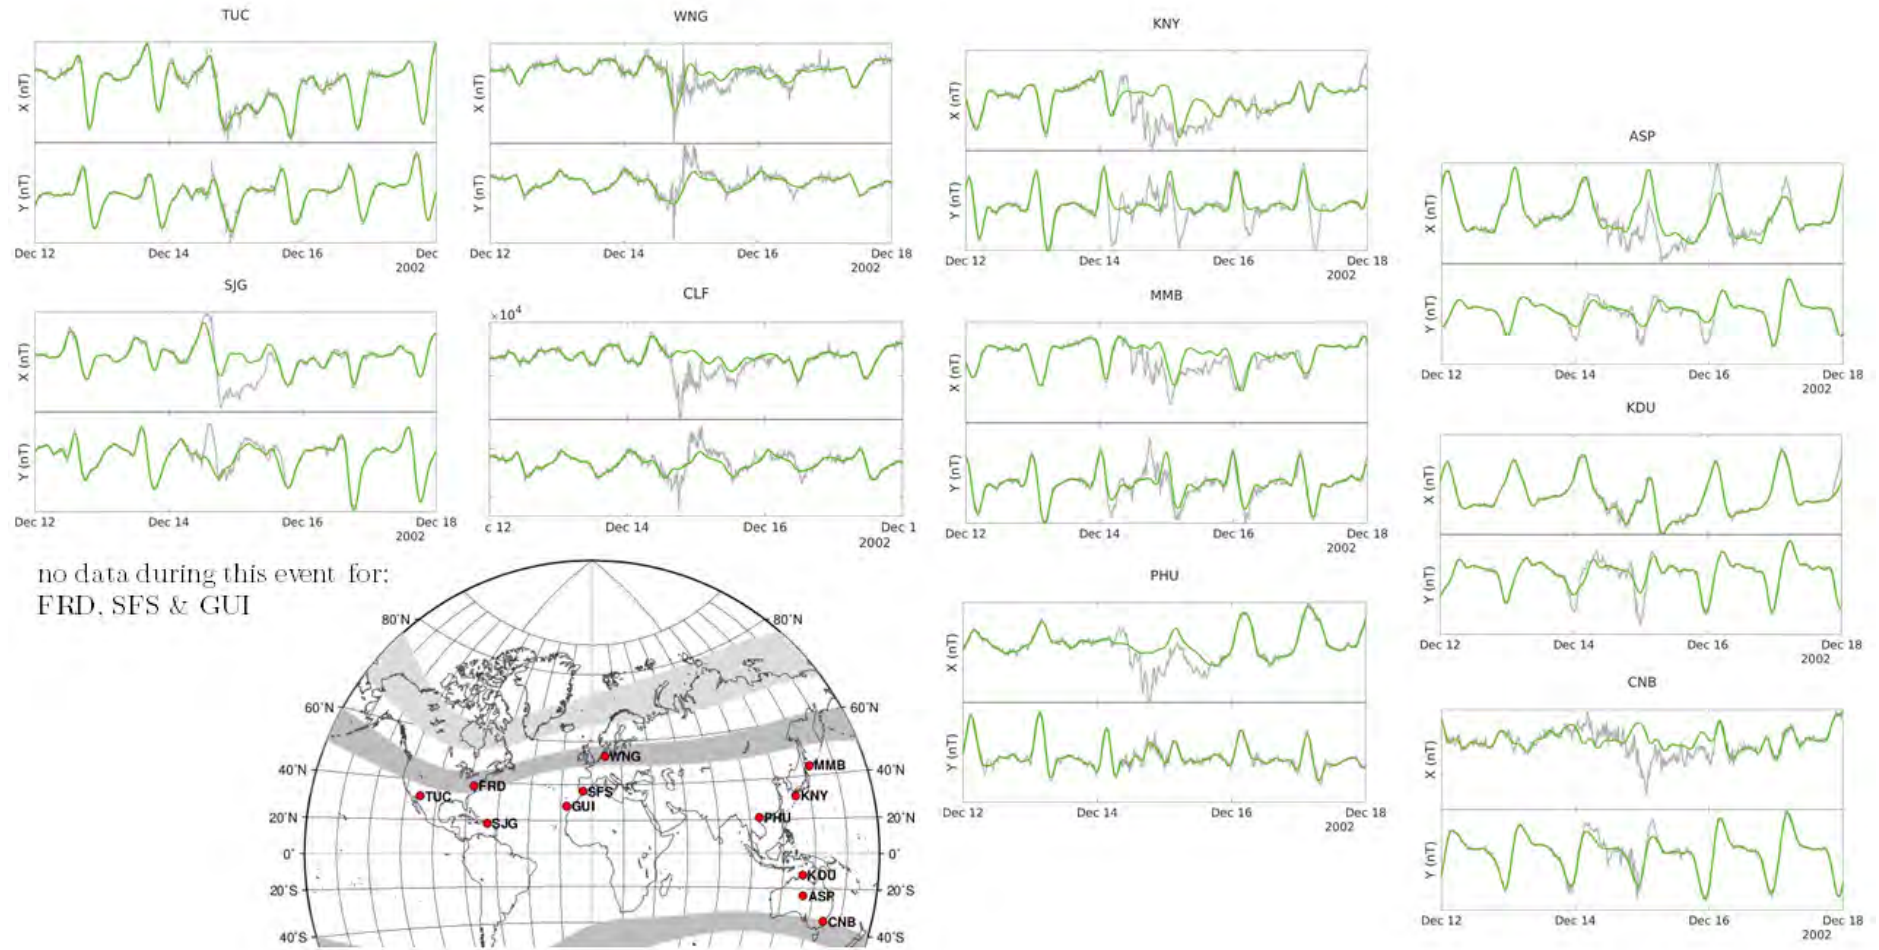 TUC
X (nT)
Y (nT)
Dec 12
Dec 14
Dec 16
Dec
2002
WNG
X (nT)
Y (nT)
Dec 12
Dec 14
Dec 16
Dec 18
2002
KNY
X (nT)
Y (nT)
Dec 12
Dec 14
Dec 16
Dec 18
2002
ASP
X (nT)
Y (nT)
Dec 12
Dec 14
Dec 16
Dec 18
2002
SJG
X (nT)
Y (nT)
Dec 12
Dec 14
Dec 16
Dec 18
2002
CLF
×10⁴
c 12
Dec 14
Dec 16
Dec 1
2002
MMB
X (nT)
Y (nT)
Dec 12
Dec 14
Dec 16
Dec 18
2002
KDU
X (nT)
Y (nT)
Dec 12
Dec 14
Dec 16
Dec 18
2002
PHU
X (nT)
Y (nT)
Dec 12
Dec 14
Dec 16
Dec 18
2002
CNB
X (nT)
Y (nT)
Dec 12
Dec 14
Dec 16
Dec 18
2002
no data during this event for:
FRD, SFS & GUI
80˚N
80˚N
60˚N
60˚N
40˚N
40˚N
20˚N
20˚N
0˚
0˚
20˚S
20˚S
40˚S
40˚S
WNG
MMB
FRD
SFS
TUC
KNY
GUI
SJG
PHU
KDU
ASP
CNB